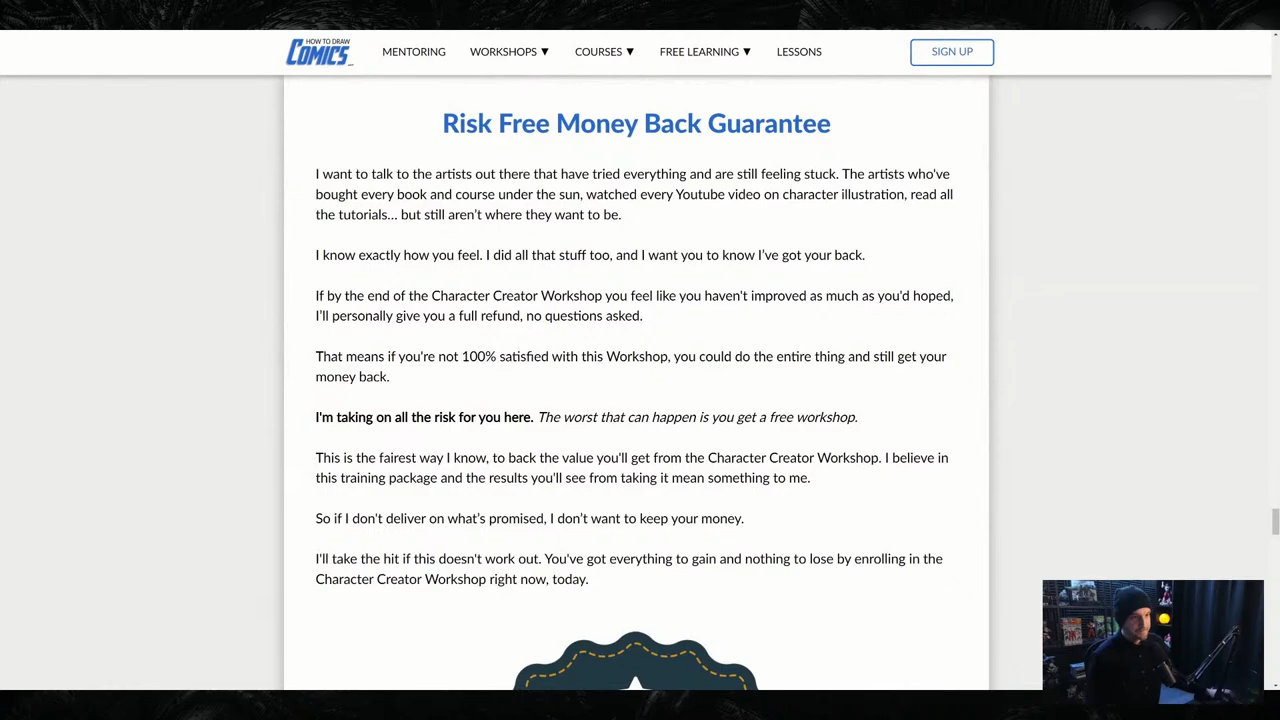 HOW TO DRAW
COMICS
MENTORING
WORKSHOPS ▼
COURSES ▼
FREE LEARNING ▼
LESSONS
SIGN UP
Risk Free Money Back Guarantee
I want to talk to the artists out there that have tried everything and are still feeling stuck. The artists who've
bought every book and course under the sun, watched every Youtube video on character illustration, read all
the tutorials... but still aren't where they want to be.
I know exactly how you feel. I did all that stuff too, and I want you to know I've got your back.
If by the end of the Character Creator Workshop you feel like you haven't improved as much as you'd hoped,
I'll personally give you a full refund, no questions asked.
That means if you're not 100% satisfied with this Workshop, you could do the entire thing and still get your
money back.
I'm taking on all the risk for you here. The worst that can happen is you get a free workshop.
This is the fairest way I know, to back the value you'll get from the Character Creator Workshop. I believe in
this training package and the results you'll see from taking it mean something to me.
So if I don't deliver on what's promised, I don't want to keep your money.
I'll take the hit if this doesn't work out. You've got everything to gain and nothing to lose by enrolling in the
Character Creator Workshop right now, today.